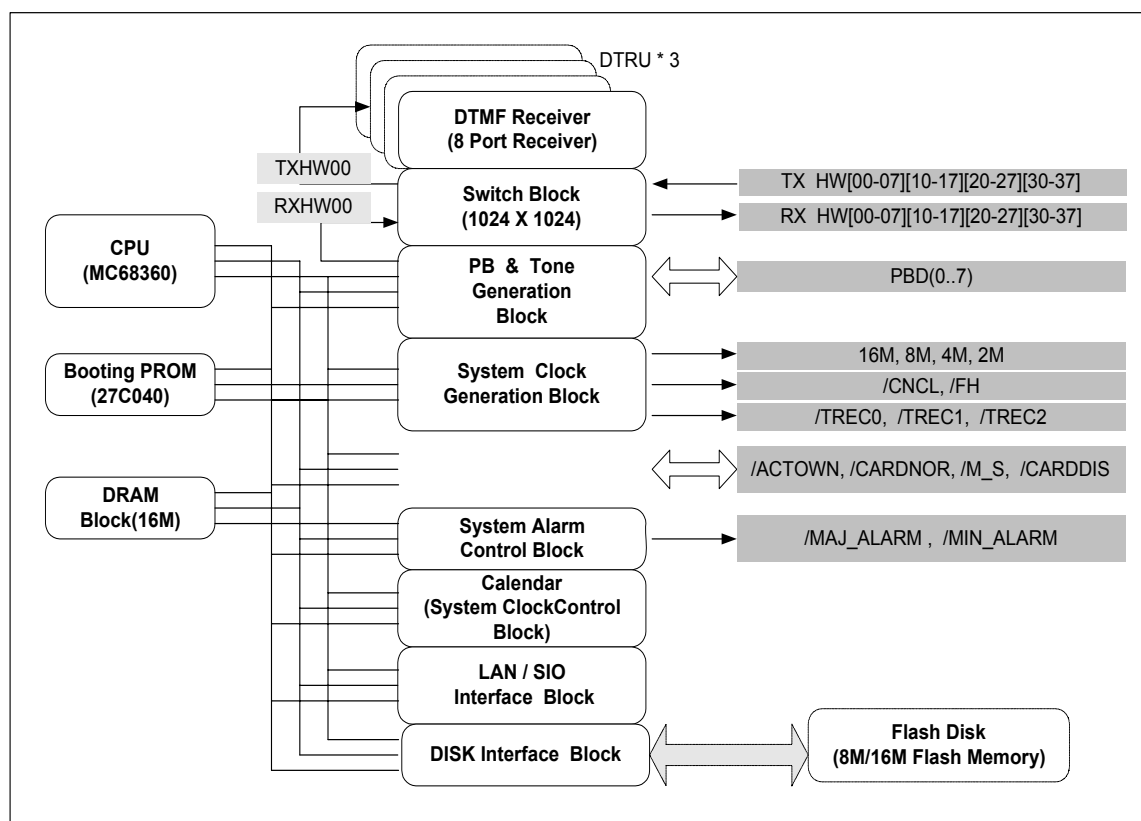 DTRU * 3
DTMF Receiver
(8 Port Receiver)
TXHW00
RXHW00
Switch Block
(1024 X 1024)
TX HW[00-07][10-17][20-27][30-37]
RX HW[00-07][10-17][20-27][30-37]
CPU
(MC68360)
PB & Tone
Generation
Block
PBD(0..7)
Booting PROM
(27C040)
System Clock
Generation Block
16M, 8M, 4M, 2M
/CNCL, /FH
/TREC0, /TREC1, /TREC2
/ACTOWN, /CARDNOR, /M_S, /CARDDIS
DRAM
Block(16M)
System Alarm
Control Block
/MAJ_ALARM , /MIN_ALARM
Calendar
(System ClockControl
Block)
LAN / SIO
Interface Block
DISK Interface Block
Flash Disk
(8M/16M Flash Memory)